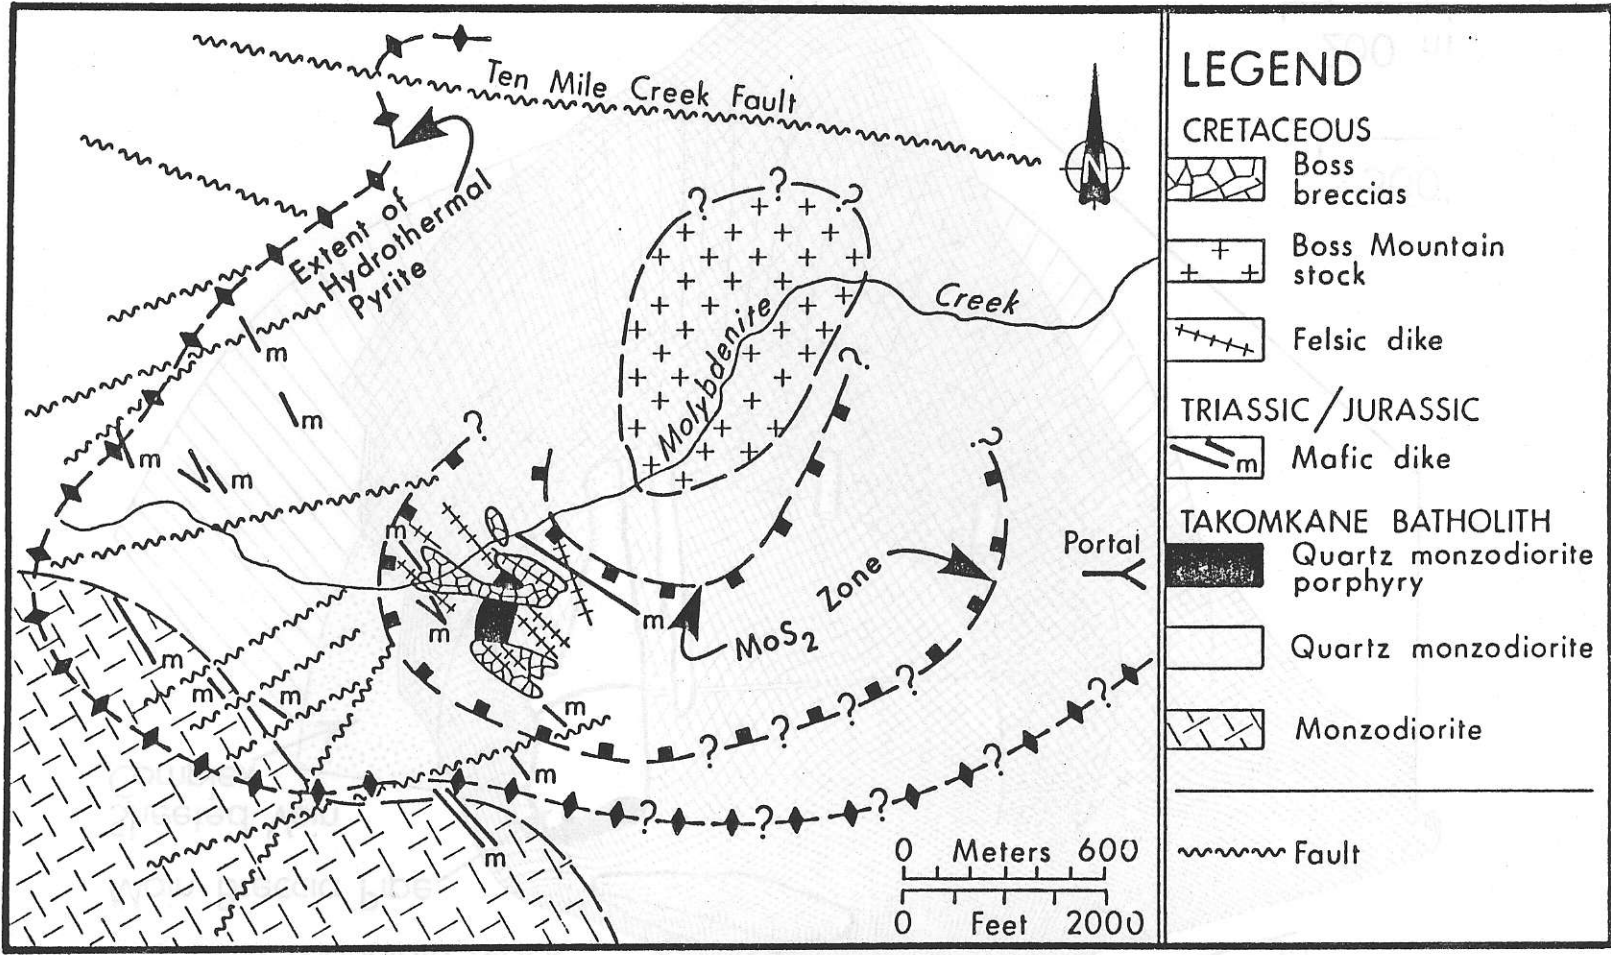 Ten Mile Creek Fault
N
Extent of
Hydrothermal
Pyrite
?
?
?
Molybdenite
Creek
m
m
m
m
?
?
?
m
m
m
Portal
Zone
MoS2
m
m
m
m
m
m
?
?
?
?
?
?
?
?
?
?
0 Meters 600
0 Feet 2000
LEGEND
CRETACEOUS
Boss
breccias
Boss Mountain
stock
Felsic dike
TRIASSIC/JURASSIC
m
Mafic dike
TAKOMKANE BATHOLITH
Quartz monzodiorite
porphyry
Quartz monzodiorite
Monzodiorite
Fault